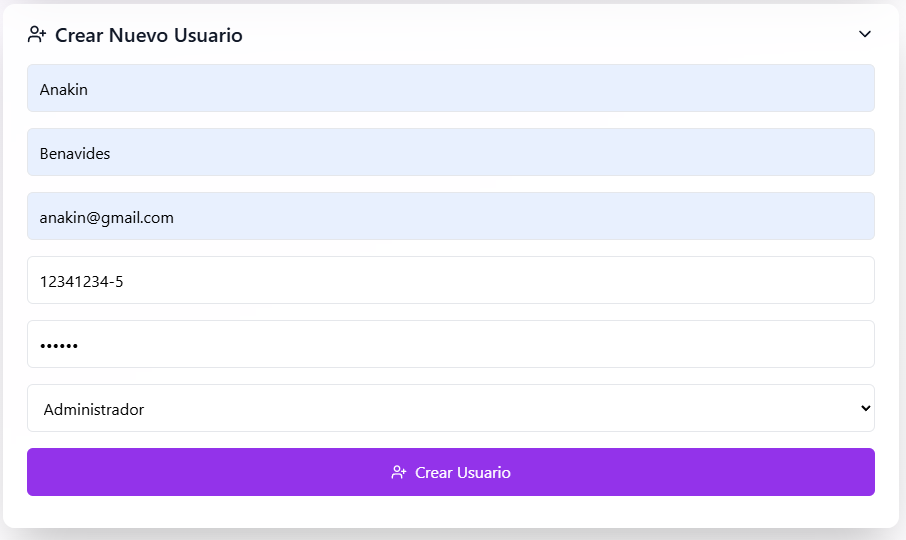 Crear Nuevo Usuario
Anakin
Benavides
anakin@gmail.com
12341234-5
••••••
Administrador
Crear Usuario